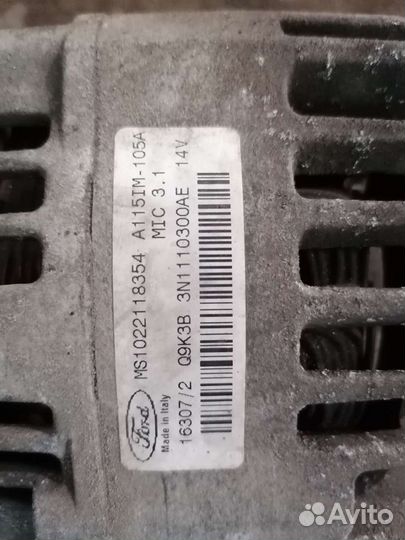 Ford
Made in Italy
MS1022118354 A115IM-105A
MIC 3.1
16307/2 Q9K3B 3N1110300AE 14V
Avito